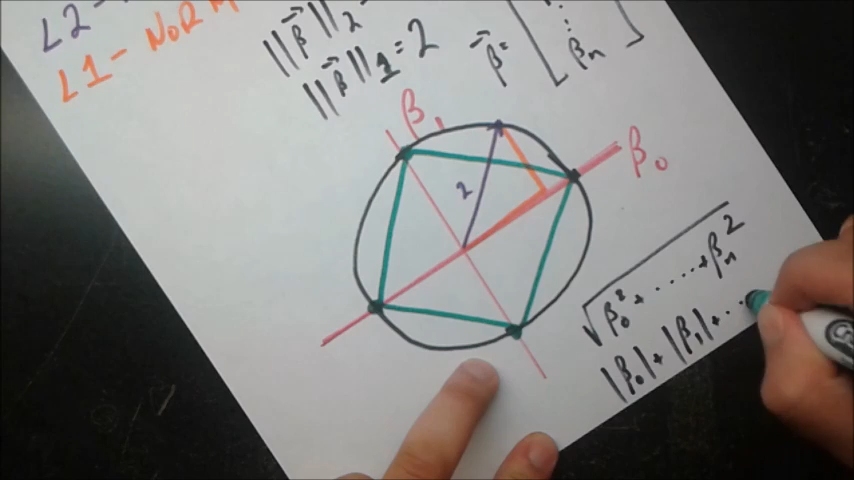 L2-
L1- NORM
||β⃗||₂
||β⃗||₁=2
β⃗=
⋮
βₙ
β₁
β₀
2
√β₀²+.....+βₙ²
|β₀|+|β₁|+...